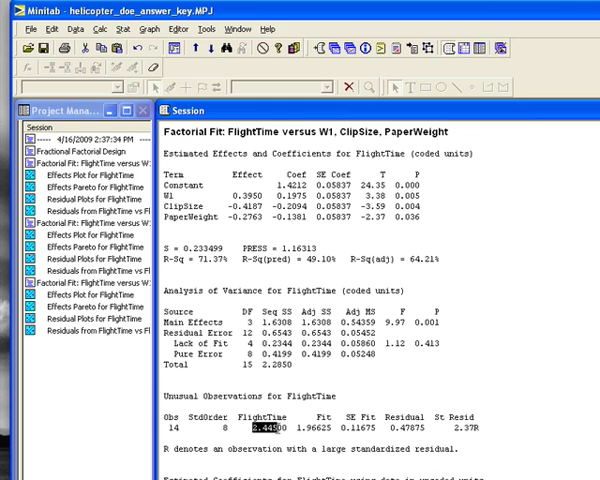 Minitab - helicopter_doe_answer_key.MPJ
File Edit Data Calc Stat Graph Editor Tools Window Help
Project Mana...
Session
Session
----- 4/16/2009 2:37:34 PM -----
Fractional Factorial Design
Factorial Fit: FlightTime versus W1
Effects Plot for FlightTime
Effects Pareto for FlightTime
Residual Plots for FlightTime
Residuals from FlightTime vs Fl
Factorial Fit: FlightTime versus W1
Effects Plot for FlightTime
Effects Pareto for FlightTime
Residual Plots for FlightTime
Residuals from FlightTime vs Fl
Factorial Fit: FlightTime versus W1
Effects Plot for FlightTime
Effects Pareto for FlightTime
Residual Plots for FlightTime
Residuals from FlightTime vs Fl
Factorial Fit: FlightTime versus W1, ClipSize, PaperWeight
Estimated Effects and Coefficients for FlightTime (coded units)
Term Effect Coef SE Coef T P
Constant 1.4212 0.05837 24.35 0.000
W1 0.3950 0.1975 0.05837 3.38 0.005
ClipSize -0.4187 -0.2094 0.05837 -3.59 0.004
PaperWeight -0.2763 -0.1381 0.05837 -2.37 0.036
S = 0.233499 PRESS = 1.16313
R-Sq = 71.37% R-Sq(pred) = 49.10% R-Sq(adj) = 64.21%
Analysis of Variance for FlightTime (coded units)
Source DF Seq SS Adj SS Adj MS F P
Main Effects 3 1.6308 1.6308 0.54359 9.97 0.001
Residual Error 12 0.6543 0.6543 0.05452
Lack of Fit 4 0.2344 0.2344 0.05860 1.12 0.413
Pure Error 8 0.4199 0.4199 0.05248
Total 15 2.2850
Unusual Observations for FlightTime
Obs StdOrder FlightTime Fit SE Fit Residual St Resid
14 8 2.44500 1.96625 0.11675 0.47875 2.37R
R denotes an observation with a large standardized residual.
Estimated Coefficients for FlightTime using data in uncoded units